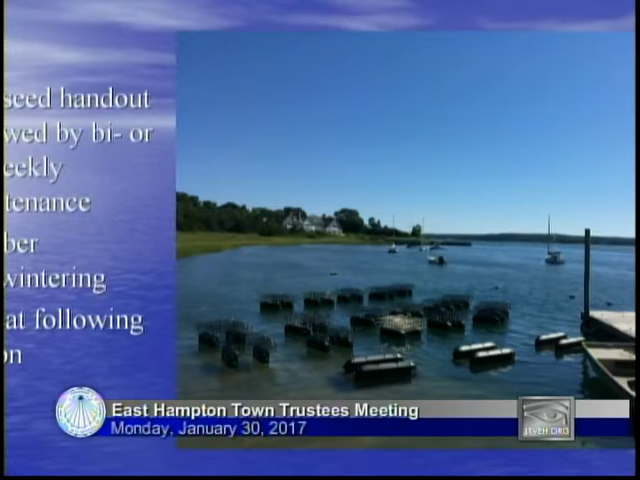 seed handout
wed by bi- or
eekly
tenance
ber
wintering
at following
on
East Hampton Town Trustees Meeting
Monday, January 30, 2017
LTVEH.ORG